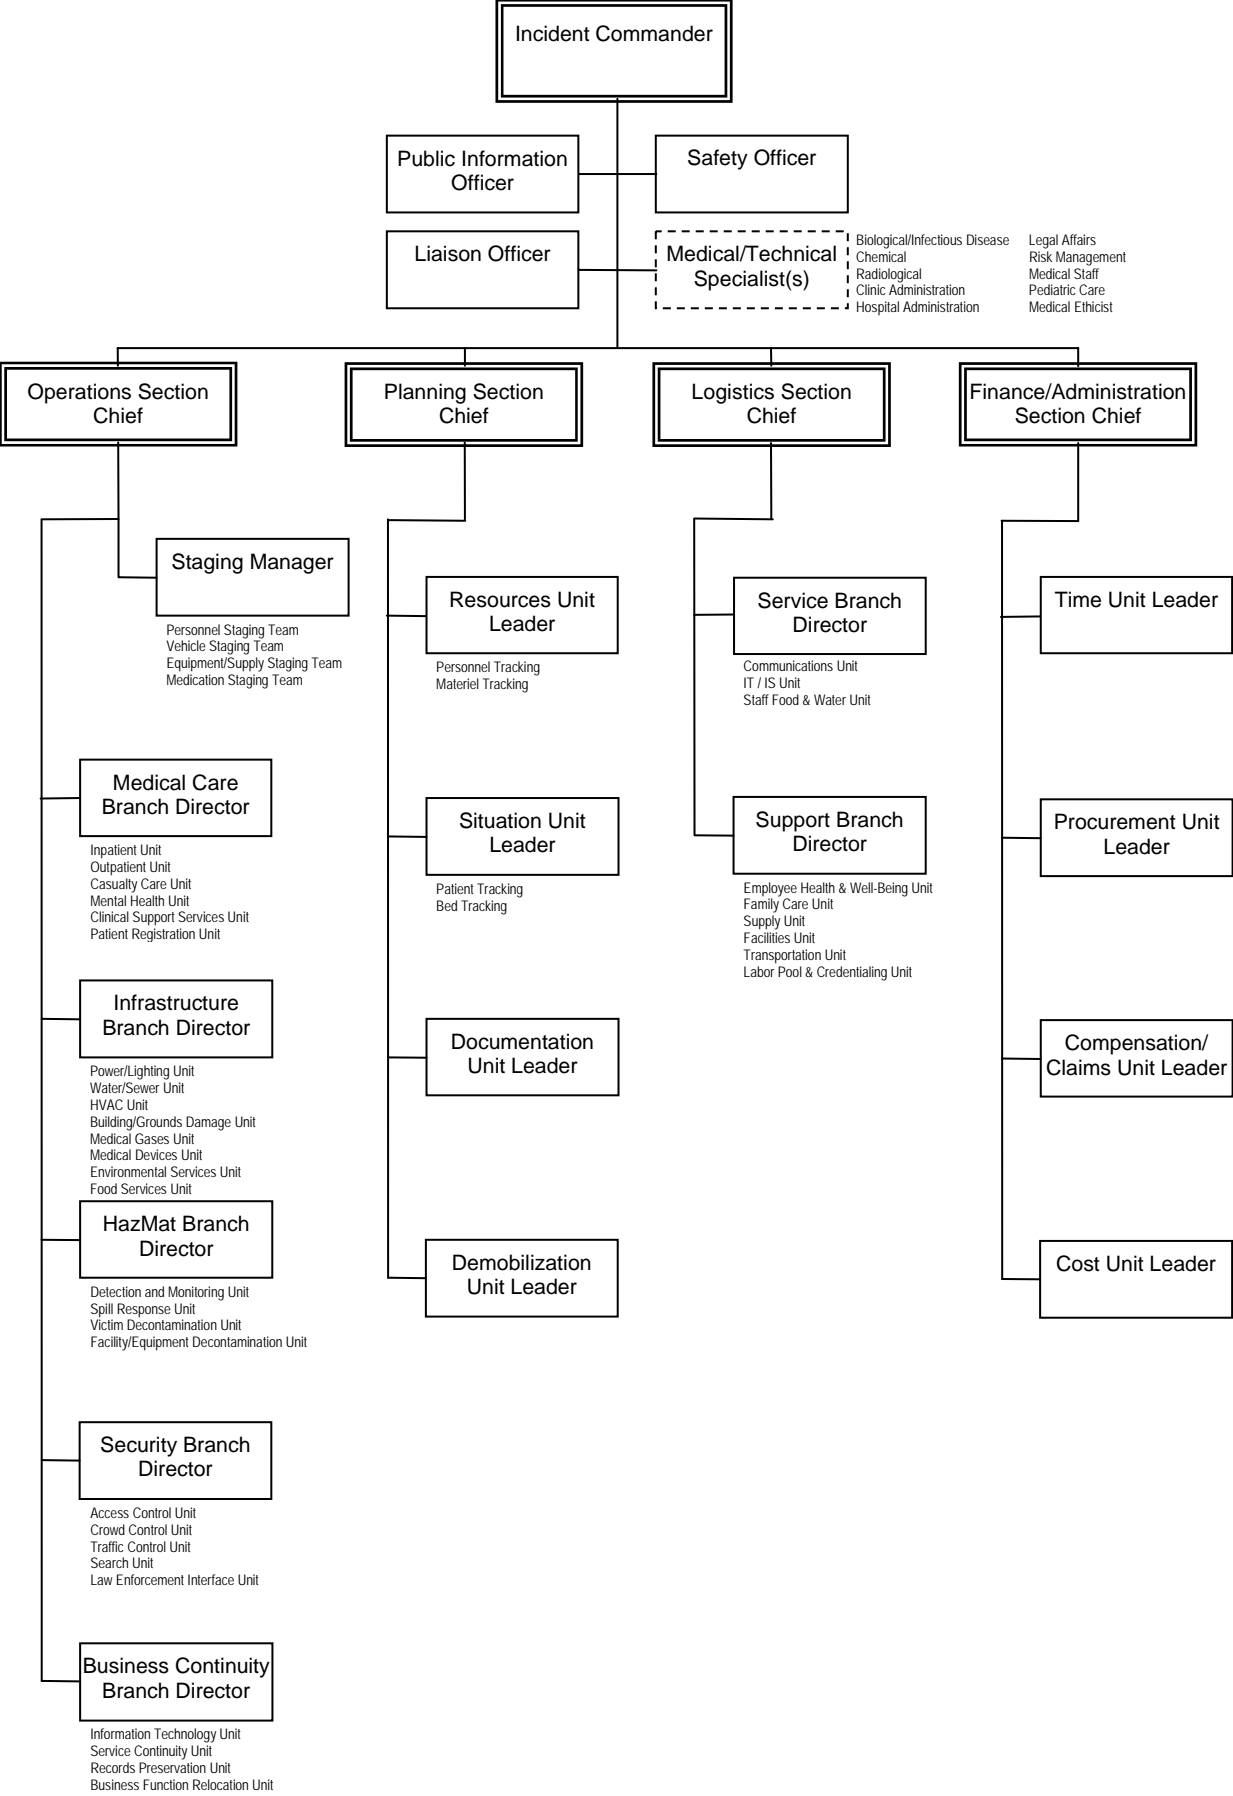 Incident Commander
Public Information
Officer
Safety Officer
Liaison Officer
Medical/Technical
Specialist(s)
Biological/Infectious Disease
Chemical
Radiological
Clinic Administration
Hospital Administration
Legal Affairs
Risk Management
Medical Staff
Pediatric Care
Medical Ethicist
Operations Section
Chief
Planning Section
Chief
Logistics Section
Chief
Finance/Administration
Section Chief
Staging Manager
Personnel Staging Team
Vehicle Staging Team
Equipment/Supply Staging Team
Medication Staging Team
Medical Care
Branch Director
Inpatient Unit
Outpatient Unit
Casualty Care Unit
Mental Health Unit
Clinical Support Services Unit
Patient Registration Unit
Infrastructure
Branch Director
Power/Lighting Unit
Water/Sewer Unit
HVAC Unit
Building/Grounds Damage Unit
Medical Gases Unit
Medical Devices Unit
Environmental Services Unit
Food Services Unit
HazMat Branch
Director
Detection and Monitoring Unit
Spill Response Unit
Victim Decontamination Unit
Facility/Equipment Decontamination Unit
Security Branch
Director
Access Control Unit
Crowd Control Unit
Traffic Control Unit
Search Unit
Law Enforcement Interface Unit
Business Continuity
Branch Director
Information Technology Unit
Service Continuity Unit
Records Preservation Unit
Business Function Relocation Unit
Resources Unit
Leader
Personnel Tracking
Materiel Tracking
Situation Unit
Leader
Patient Tracking
Bed Tracking
Documentation
Unit Leader
Demobilization
Unit Leader
Service Branch
Director
Communications Unit
IT / IS Unit
Staff Food & Water Unit
Support Branch
Director
Employee Health & Well-Being Unit
Family Care Unit
Supply Unit
Facilities Unit
Transportation Unit
Labor Pool & Credentialing Unit
Time Unit Leader
Procurement Unit
Leader
Compensation/
Claims Unit Leader
Cost Unit Leader